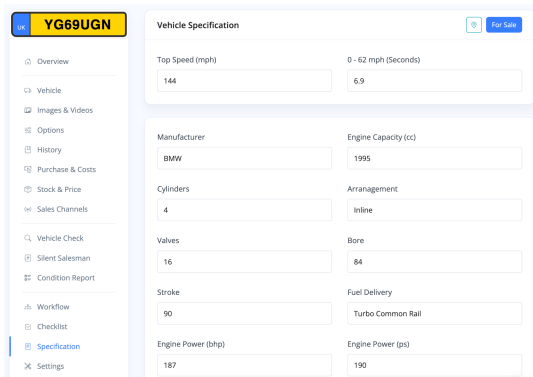 UK YG69UGN
Overview
Vehicle
Images & Videos
Options
History
Purchase & Costs
Stock & Price
Sales Channels
Vehicle Check
Silent Salesman
Condition Report
Workflow
Checklist
Specification
Settings
Vehicle Specification
For Sale
Top Speed (mph) 0 - 62 mph (Seconds)
144 6.9
Manufacturer Engine Capacity (cc)
BMW 1995
Cylinders Arranagement
4 Inline
Valves Bore
16 84
Stroke Fuel Delivery
90 Turbo Common Rail
Engine Power (bhp) Engine Power (ps)
187 190